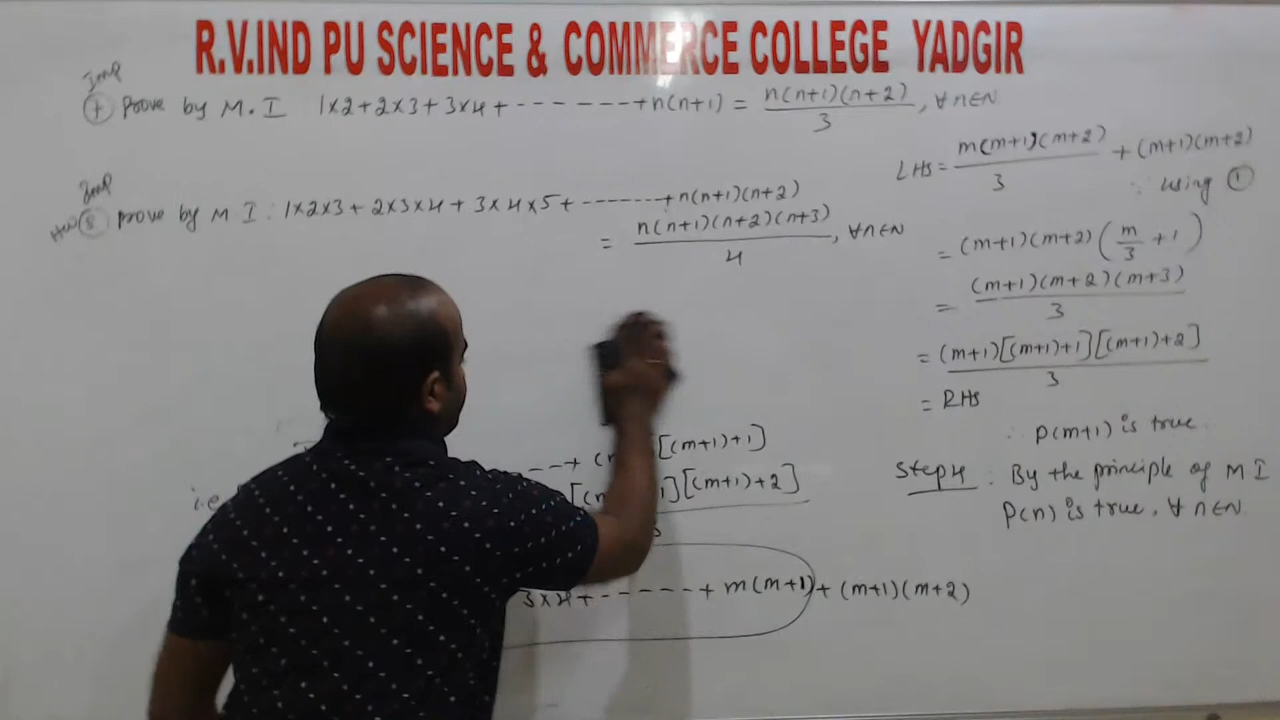 R.V.IND PU SCIENCE & COMMERCE COLLEGE YADGIR
Imp
⑦ Prove by M.I 1×2+2×3+3×4+------+n(n+1) = n(n+1)(n+2)/3, ∀n∈N
Imp
HW ⑧ prove by M I : 1×2×3+2×3×4+3×4×5+-------+n(n+1)(n+2)
= n(n+1)(n+2)(n+3)/4, ∀n∈N
---+ [(m+1)+1]
][(m+1)+2]
i.e
3
3×4+------+m(m+1)+(m+1)(m+2)
LHS = m(m+1)(m+2)/3 + (m+1)(m+2)
∵ using ①
= (m+1)(m+2)(m/3+1)
= (m+1)(m+2)(m+3)/3
= (m+1)[(m+1)+1][(m+1)+2]/3
= RHS
∴ P(m+1) is true
Step 4 : By the principle of M I
P(n) is true, ∀ n∈N